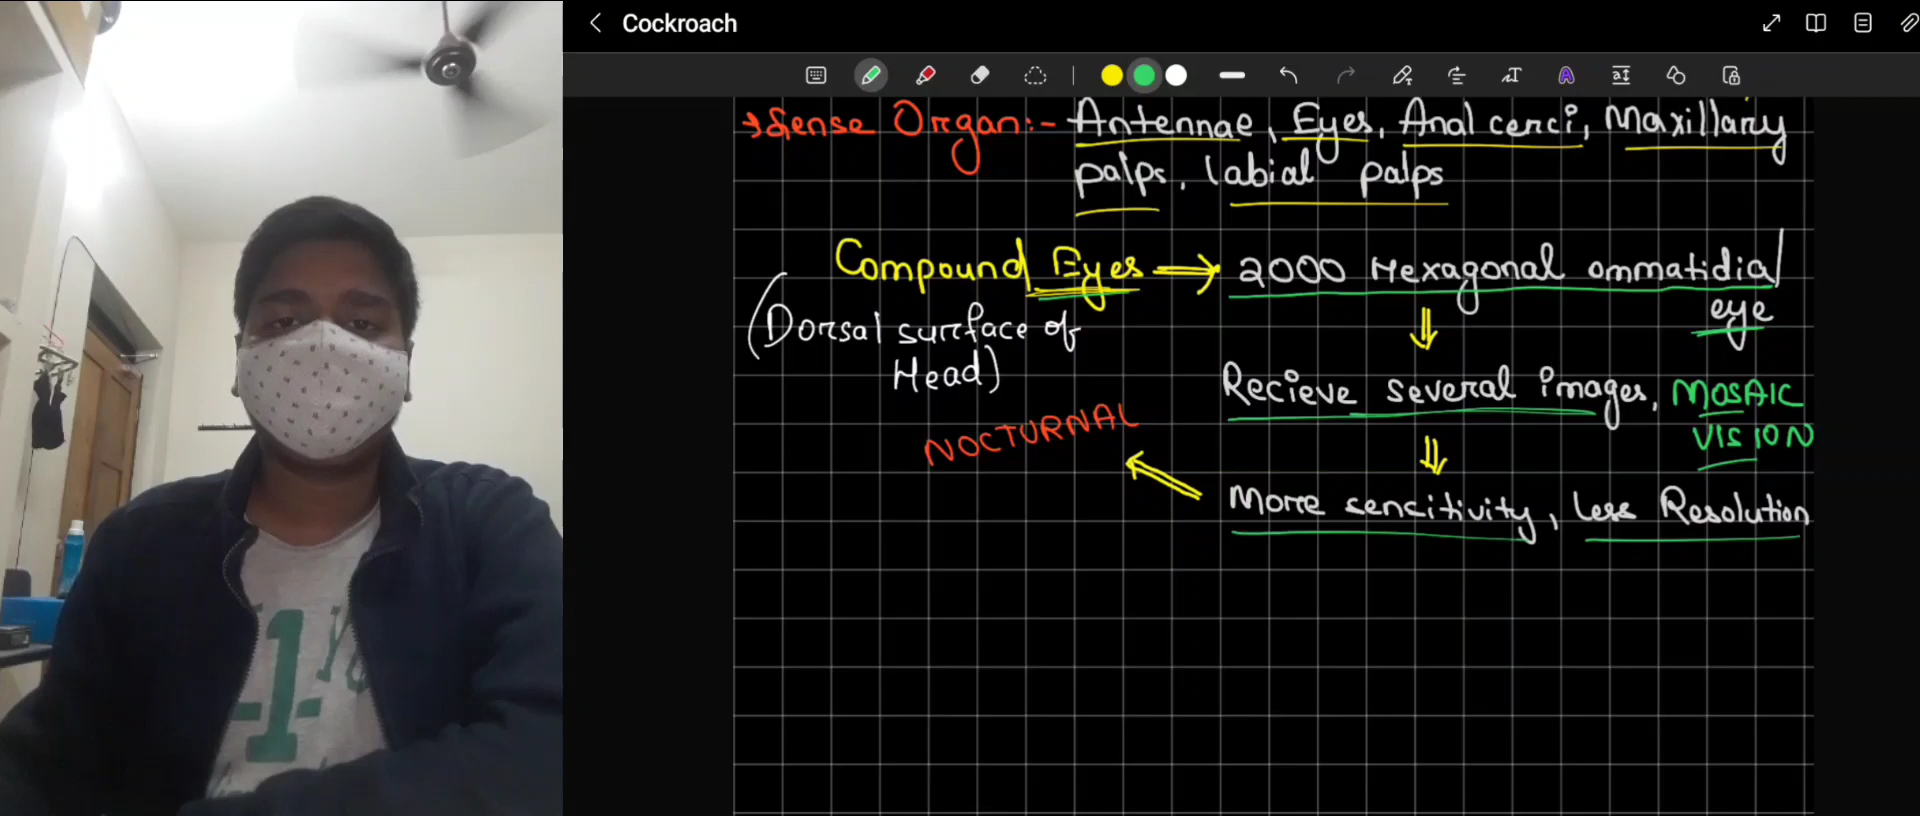 Cockroach
→ Sense Organ:- Antennae, Eyes, Anal cerci, Maxillary
palps, labial palps
Compound Eyes → 2000 Hexagonal ommatidia/
eye
(Dorsal surface of
Head)
Recieve several images, MOSAIC
VISION
NOCTURNAL
More sencitivity, less Resolution